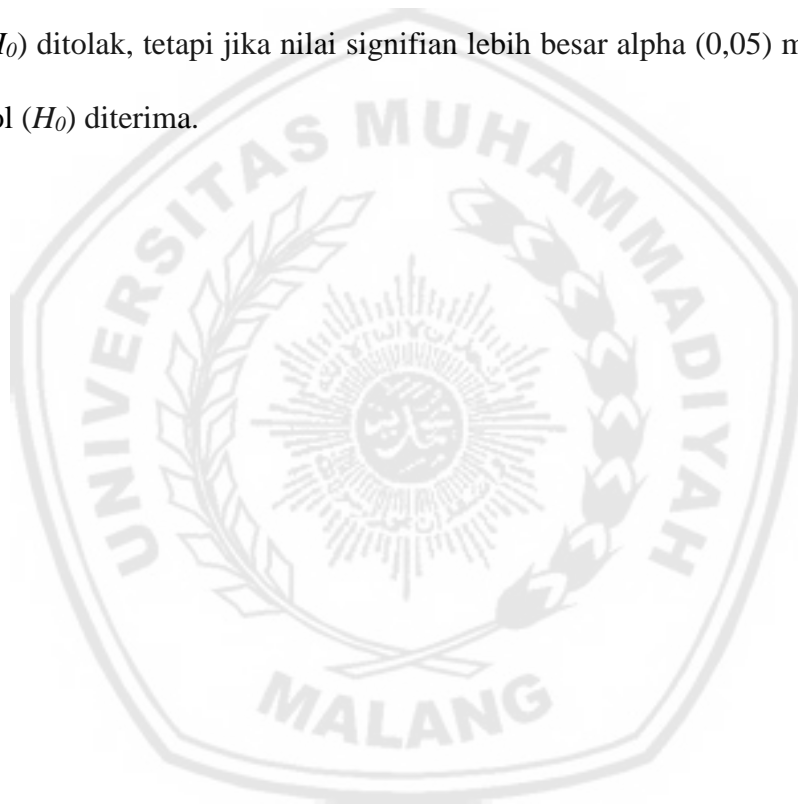 H₀) ditolak, tetapi jika nilai signifian lebih besar alpha (0,05) m
ol (H₀) diterima.
UNIVERSITAS MUHAMMADIYAH
MALANG